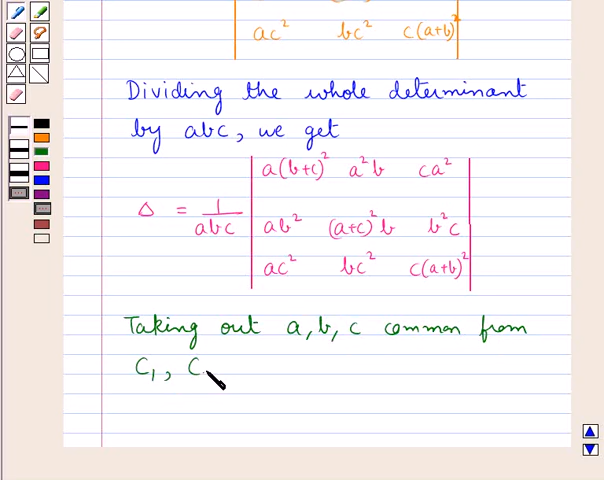 ac² bc² c(a+b)²
Dividing the whole determinant
by abc, we get
a(b+c)² a²b ca²
Δ = 1/abc ab² (a+c)²b b²c
ac² bc² c(a+b)²
Taking out a, b, c common from
C₁, C